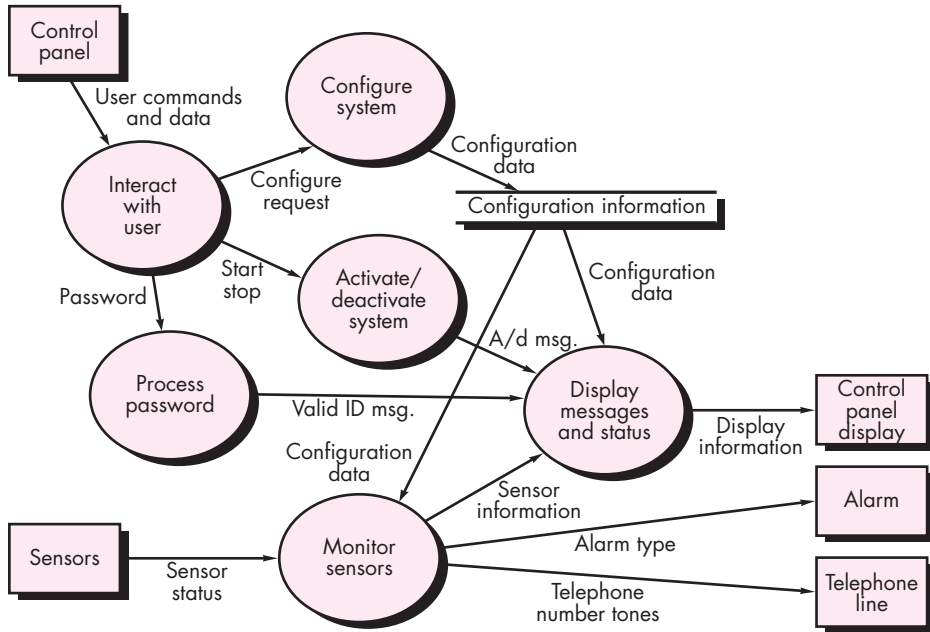 Control
panel
User commands
and data
Configure
system
Configuration
data
Interact
with
user
Configure
request
Configuration information
Start
stop
Activate/
deactivate
system
Configuration
data
Password
A/d msg.
Process
password
Valid ID msg.
Display
messages
and status
Display
information
Control
panel
display
Configuration
data
Sensor
information
Alarm
Sensors
Sensor
status
Monitor
sensors
Alarm type
Telephone
number tones
Telephone
line